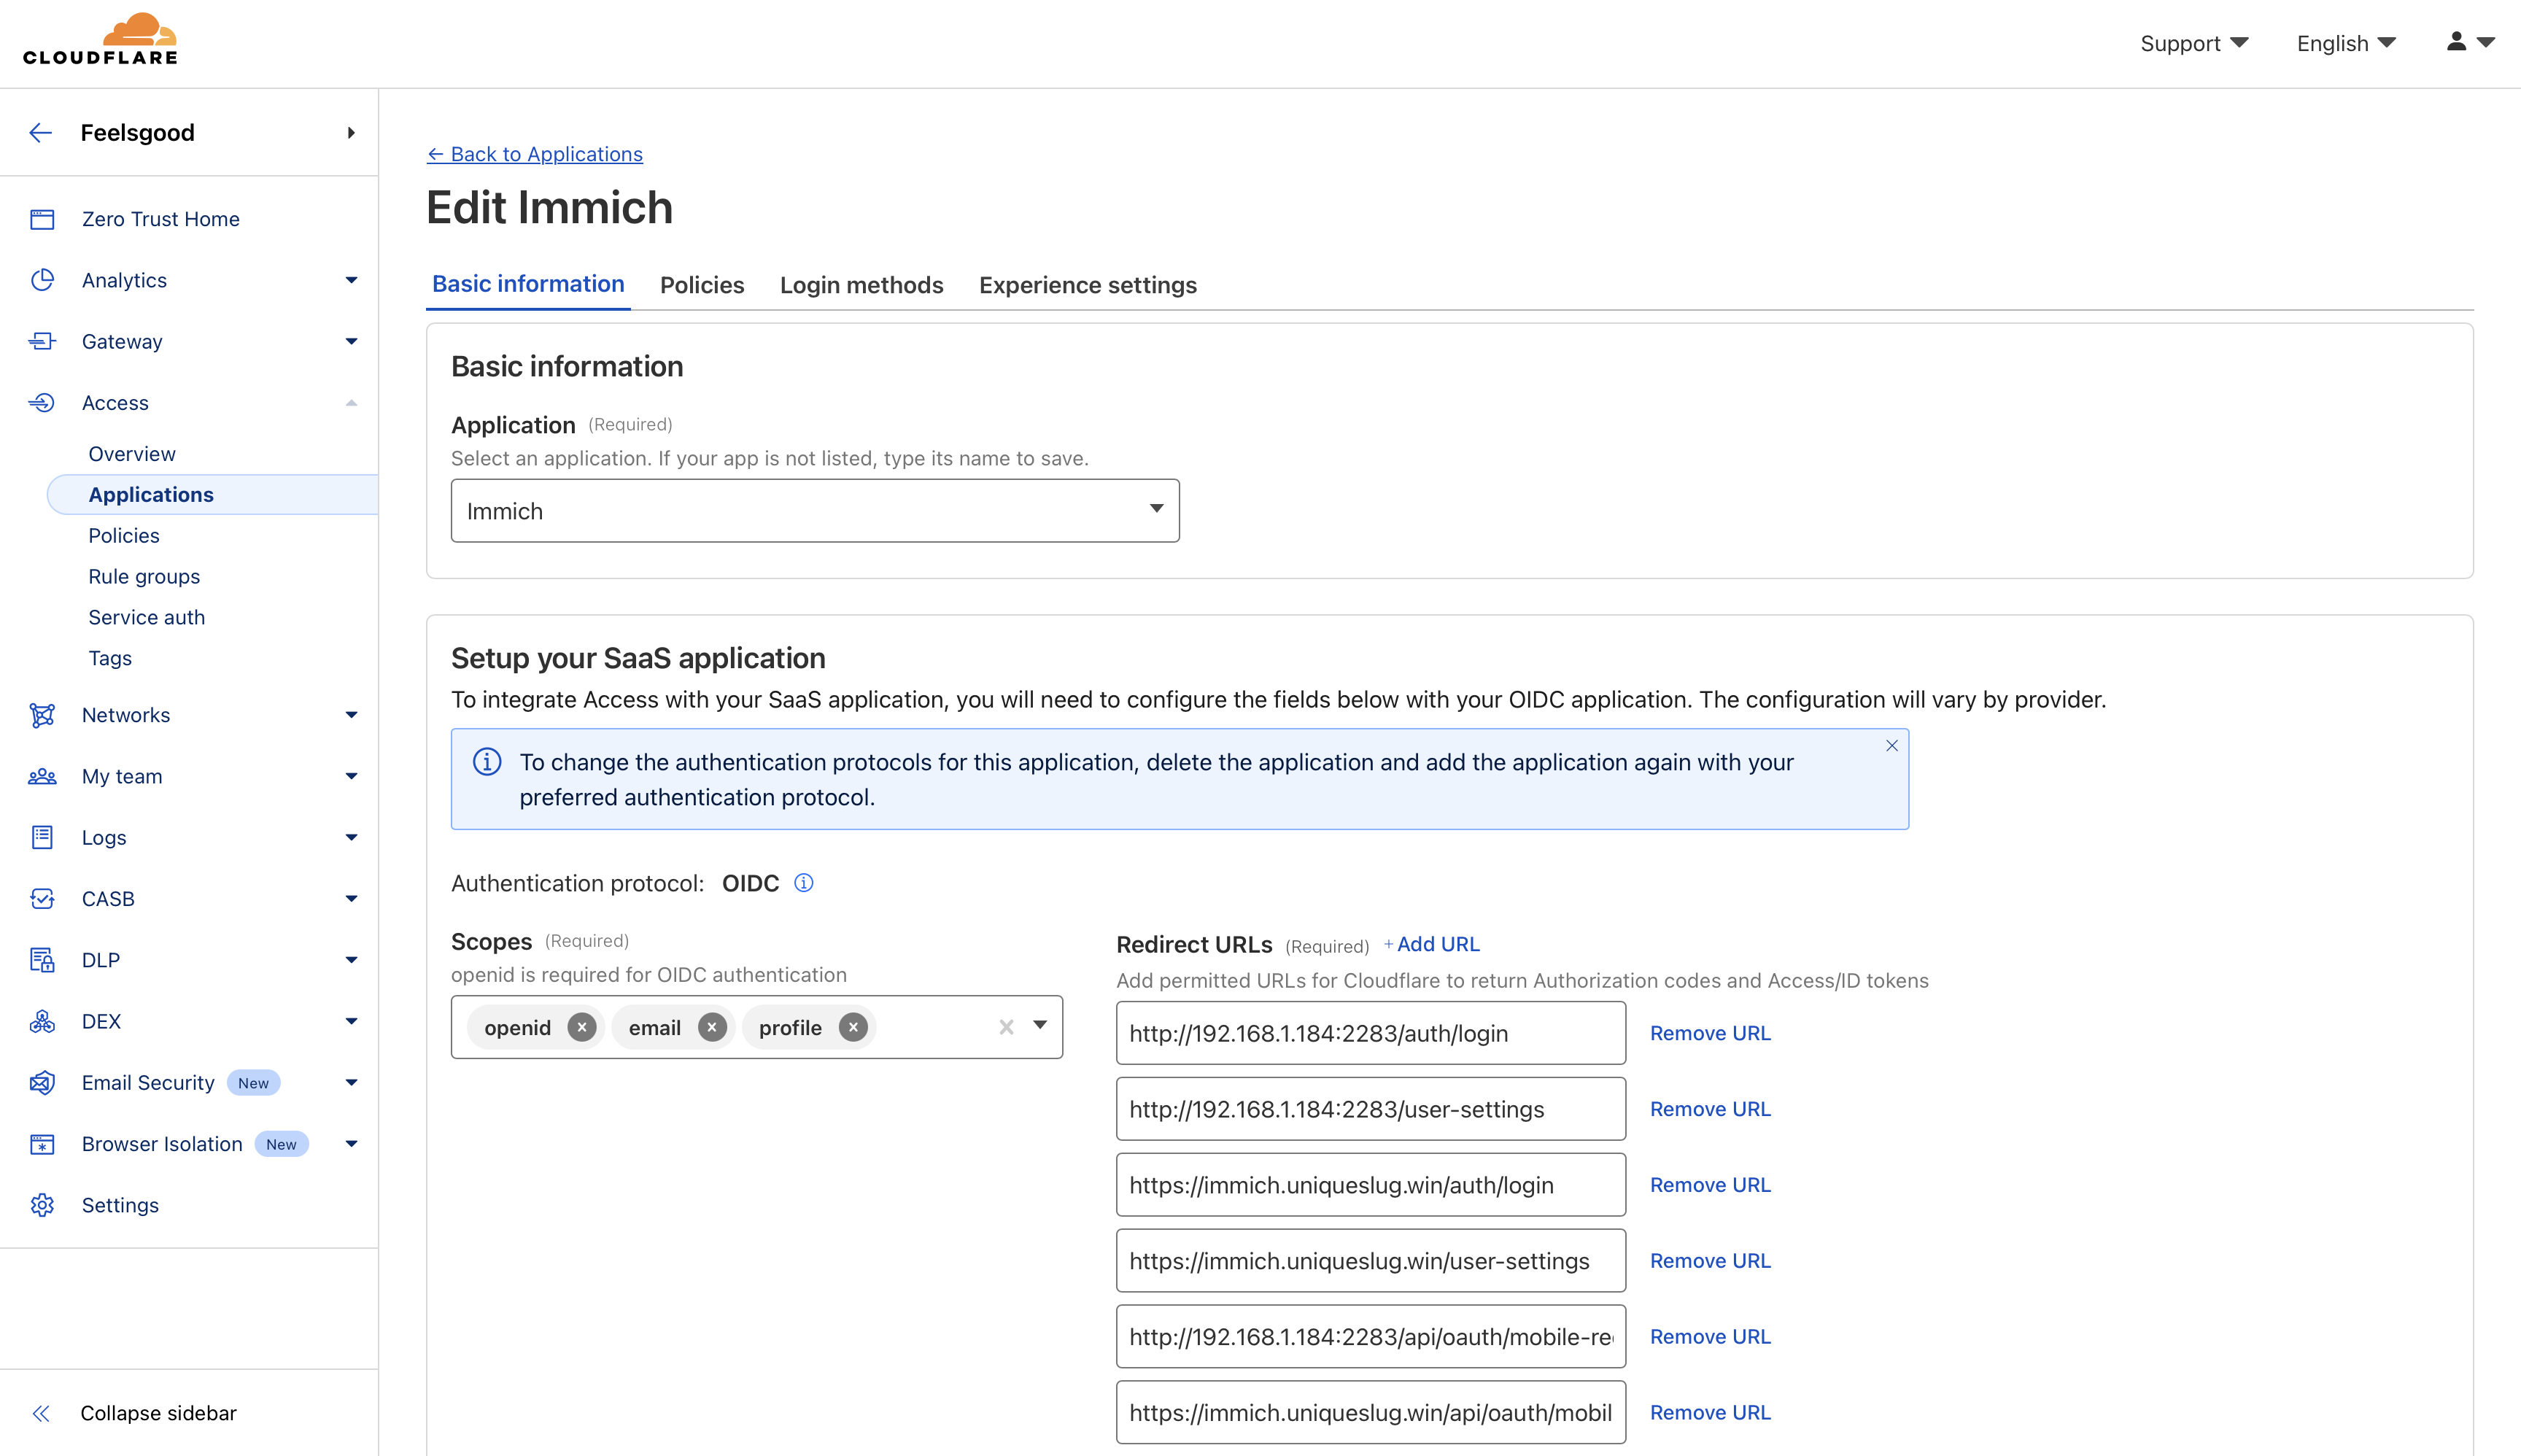 CLOUDFLARE
Support
English
Feelsgood
Zero Trust Home
Analytics
Gateway
Access
Overview
Applications
Policies
Rule groups
Service auth
Tags
Networks
My team
Logs
CASB
DLP
DEX
Email Security New
Browser Isolation New
Settings
Collapse sidebar
← Back to Applications
Edit Immich
Basic information Policies Login methods Experience settings
Basic information
Application (Required)
Select an application. If your app is not listed, type its name to save.
Immich
Setup your SaaS application
To integrate Access with your SaaS application, you will need to configure the fields below with your OIDC application. The configuration will vary by provider.
To change the authentication protocols for this application, delete the application and add the application again with your
preferred authentication protocol.
Authentication protocol: OIDC
Scopes (Required)
openid is required for OIDC authentication
openid email profile
Redirect URLs (Required) +Add URL
Add permitted URLs for Cloudflare to return Authorization codes and Access/ID tokens
http://192.168.1.184:2283/auth/login Remove URL
http://192.168.1.184:2283/user-settings Remove URL
https://immich.uniqueslug.win/auth/login Remove URL
https://immich.uniqueslug.win/user-settings Remove URL
http://192.168.1.184:2283/api/oauth/mobile-re Remove URL
https://immich.uniqueslug.win/api/oauth/mobil Remove URL